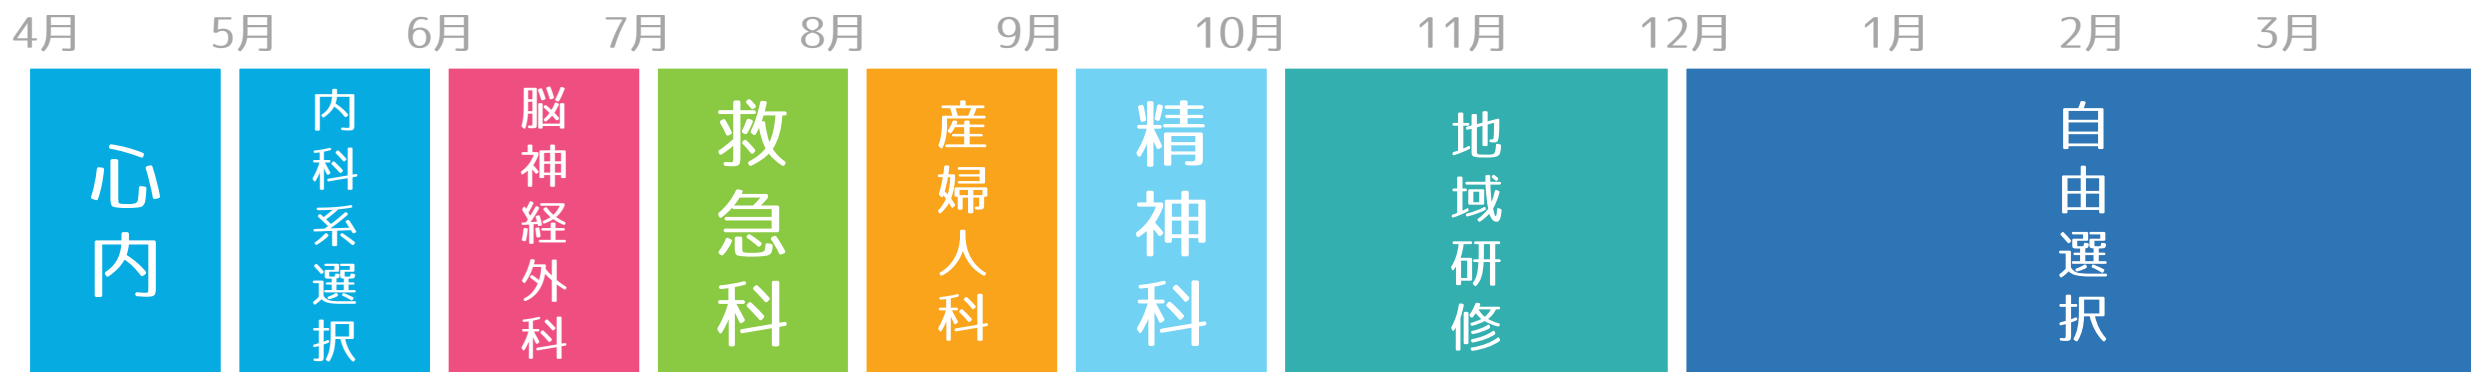 4月 5月 6月 7月 8月 9月 10月 11月 12月 1月 2月 3月
心内
内科系選択
脳神経外科
救急科
産婦人科
精神科
地域研修
自由選択